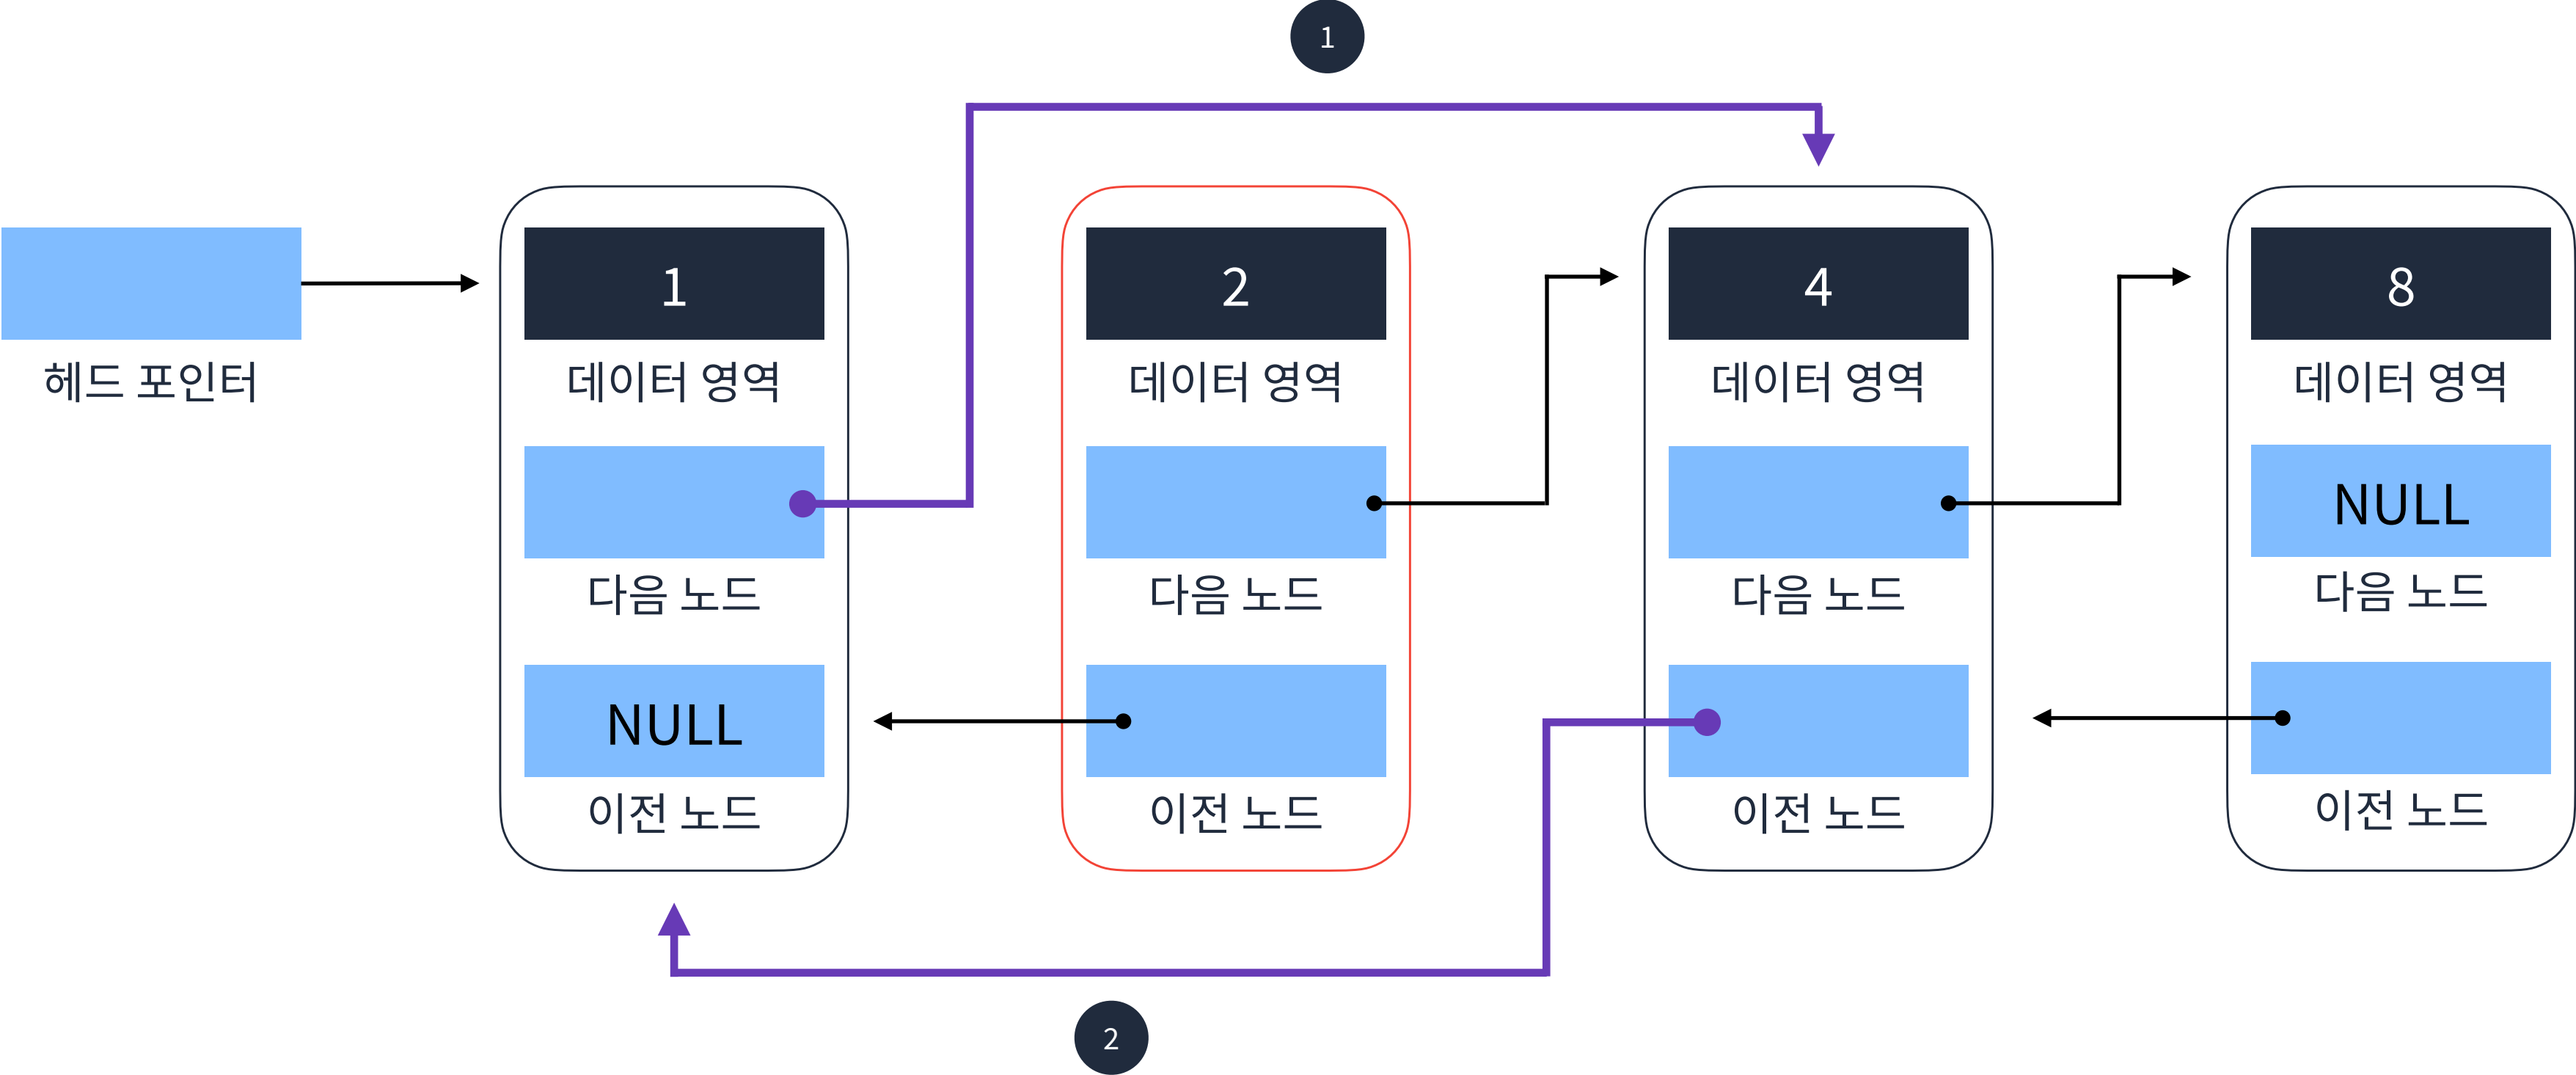 1
1
2
4
8
헤드 포인터
데이터 영역
데이터 영역
데이터 영역
데이터 영역
NULL
다음 노드
다음 노드
다음 노드
다음 노드
NULL
이전 노드
이전 노드
이전 노드
이전 노드
2